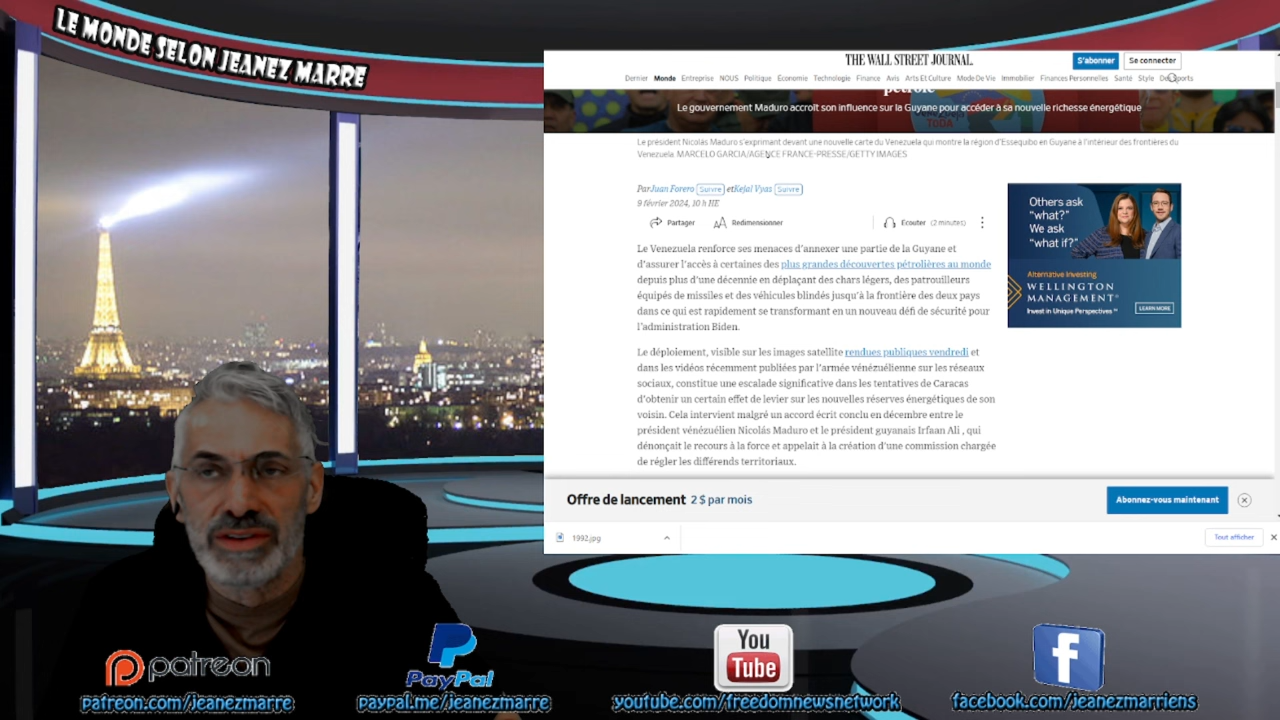 LE MONDE SELON JEANEZ MARRE
THE WALL STREET JOURNAL.
S'abonner
Se connecter
Dernier Monde Entreprise NOUS Politique Économie Technologie Finance Avis Arts Et Culture Mode De Vie Immobilier Finances Personnelles Santé Style Des Sports
pétrole
Le gouvernement Maduro accroît son influence sur la Guyane pour accéder à sa nouvelle richesse énergétique
TODA
Le président Nicolás Maduro s'exprimant devant une nouvelle carte du Venezuela qui montre la région d'Essequibo en Guyane à l'intérieur des frontières du
Venezuela. MARCELO GARCIA/AGENCE FRANCE-PRESSE/GETTY IMAGES
Par Juan Forero Suivre et Kejal Vyas Suivre
9 février 2024, 10 h HE
Partager
Redimensionner
Ecouter (2 minutes)
Le Venezuela renforce ses menaces d'annexer une partie de la Guyane et
d'assurer l'accès à certaines des plus grandes découvertes pétrolières au monde
depuis plus d'une décennie en déplaçant des chars légers, des patrouilleurs
équipés de missiles et des véhicules blindés jusqu'à la frontière des deux pays
dans ce qui est rapidement se transformant en un nouveau défi de sécurité pour
l'administration Biden.
Le déploiement, visible sur les images satellite rendues publiques vendredi et
dans les vidéos récemment publiées par l'armée vénézuélienne sur les réseaux
sociaux, constitue une escalade significative dans les tentatives de Caracas
d'obtenir un certain effet de levier sur les nouvelles réserves énergétiques de son
voisin. Cela intervient malgré un accord écrit conclu en décembre entre le
président vénézuélien Nicolás Maduro et le président guyanais Irfaan Ali , qui
dénonçait le recours à la force et appelait à la création d'une commission chargée
de régler les différends territoriaux.
Others ask
"what?"
We ask
"what if?"
Alternative Investing
WELLINGTON
MANAGEMENT®
Invest in Unique Perspectives℠
LEARN MORE
Offre de lancement 2 $ par mois
Abonnez-vous maintenant
1992.jpg
Tout afficher
patreon
patreon.com/jeanezmarre
PayPal
paypal.me/jeanezmarre
You
Tube
youtube.com/freedomnewsnetwork
f
facebook.com/jeanezmarriens